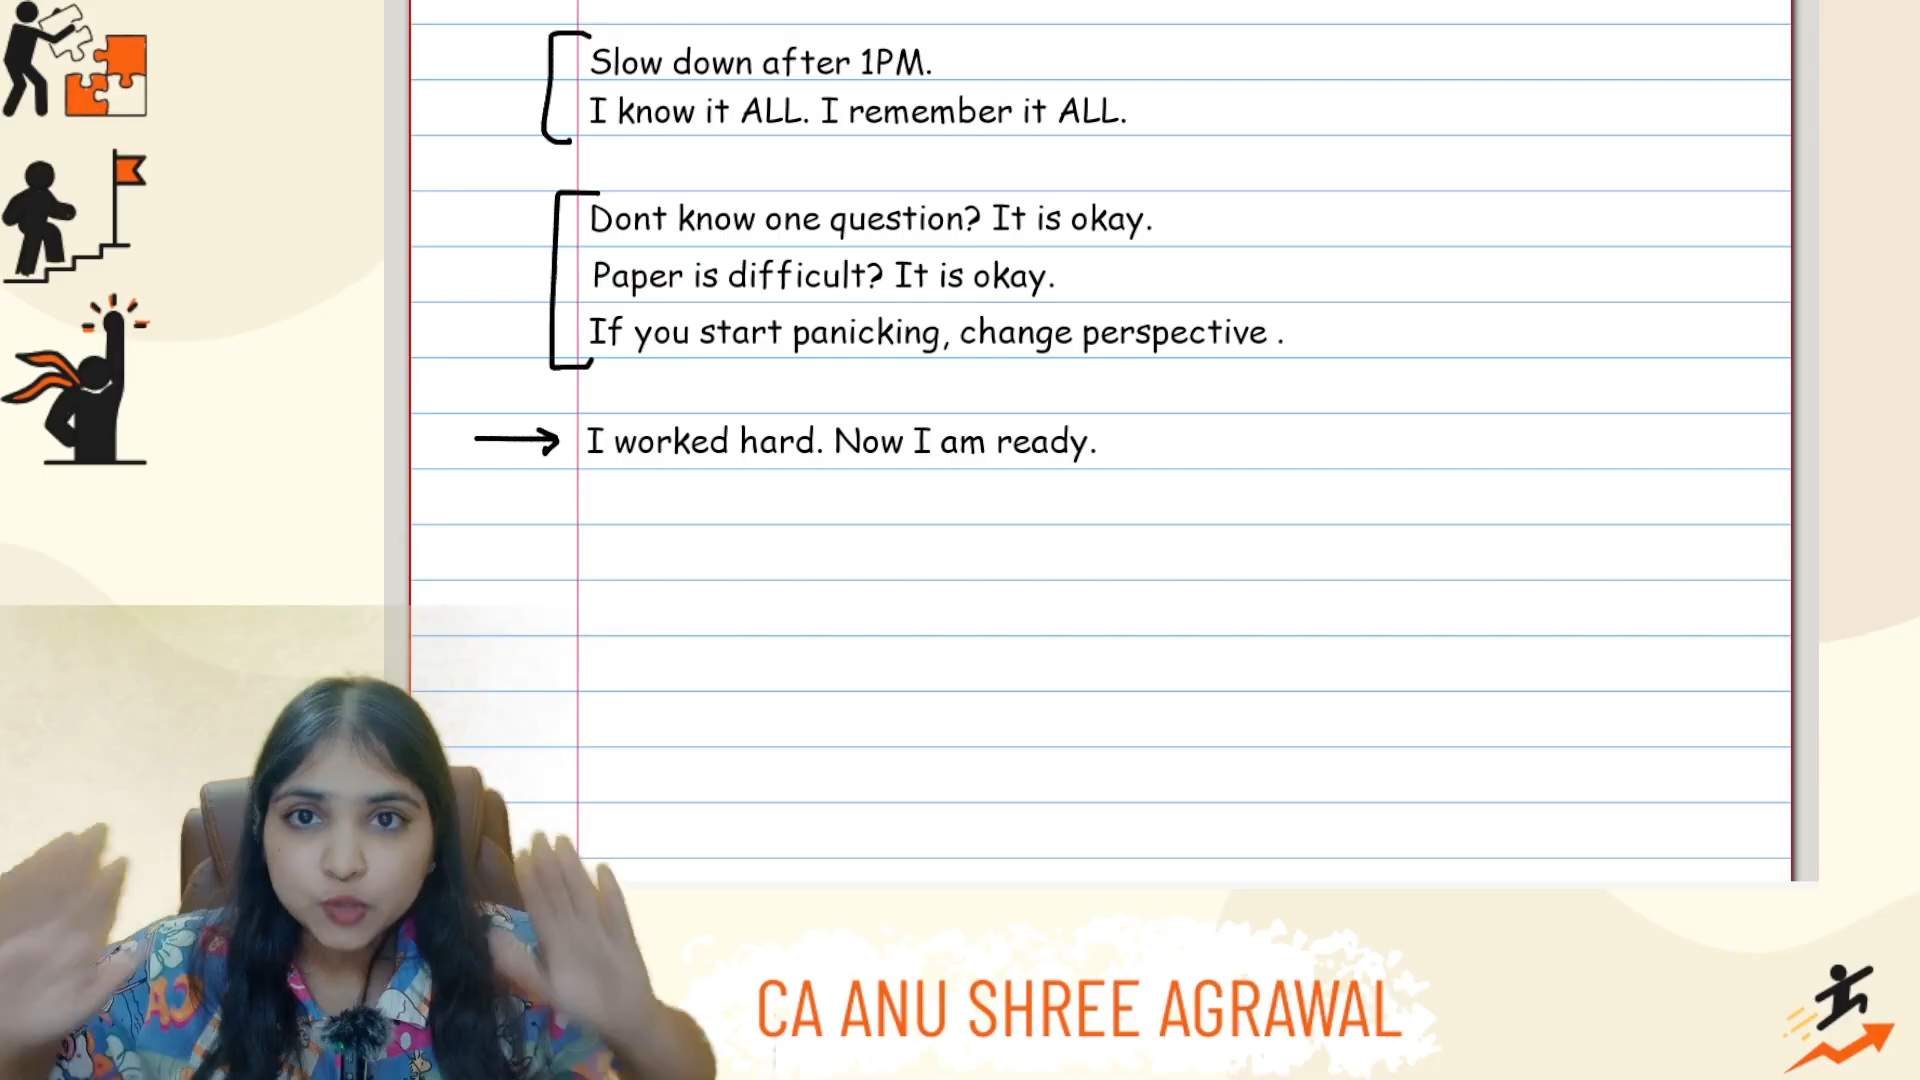 Slow down after 1PM.
I know it ALL. I remember it ALL.
Dont know one question? It is okay.
Paper is difficult? It is okay.
If you start panicking, change perspective .
I worked hard. Now I am ready.
CA ANU SHREE AGRAWAL